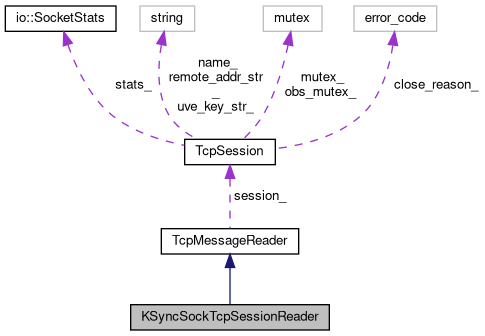 io::SocketStats
string
mutex
error_code
name_
remote_addr_str
_
uve_key_str_
stats_
mutex_
obs_mutex_
close_reason_
TcpSession
session_
TcpMessageReader
KSyncSockTcpSessionReader